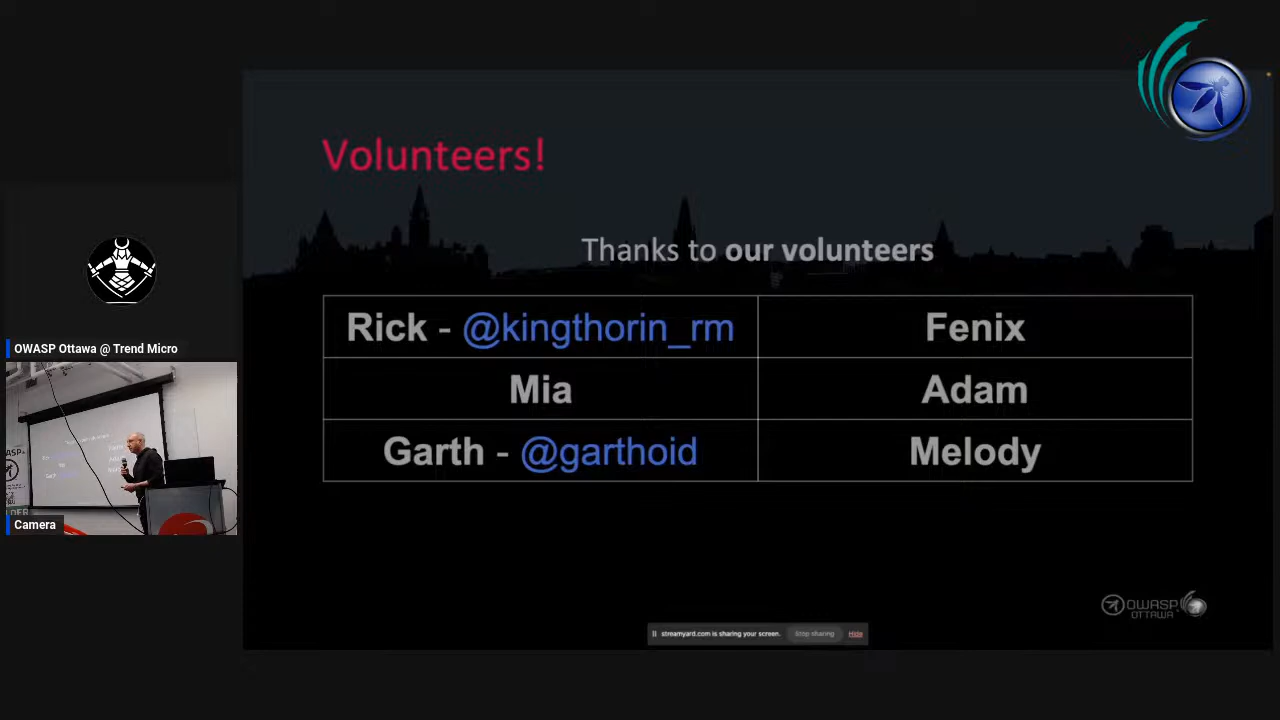 Volunteers!
Thanks to our volunteers
Rick - @kingthorin_rm
Fenix
Mia
Adam
Garth - @garthoid
Melody
OWASP Ottawa @ Trend Micro
Camera
OWASP
OTTAWA
streamyard.com is sharing your screen.
Stop sharing
Hide